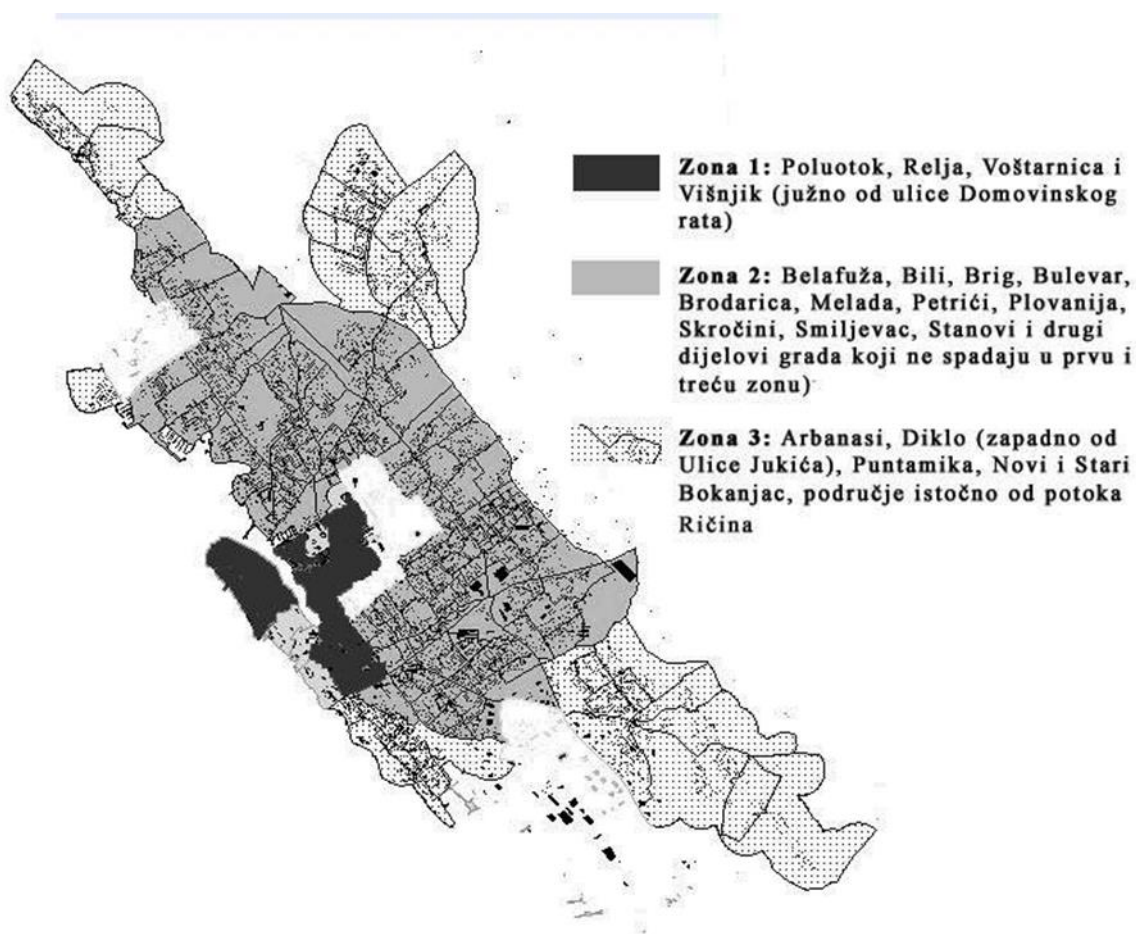 Zona 1: Poluotok, Relja, Voštarnica i
Višnjik (južno od ulice Domovinskog
rata)
Zona 2: Belafuža, Bili, Brig, Bulevar,
Brodarica, Melada, Petrići, Plovanija,
Skročini, Smiljevac, Stanovi i drugi
dijelovi grada koji ne spadaju u prvu i
treću zonu)
Zona 3: Arbanasi, Diklo (zapadno od
Ulice Jukića), Puntamika, Novi i Stari
Bokanjac, područje istočno od potoka
Ričina